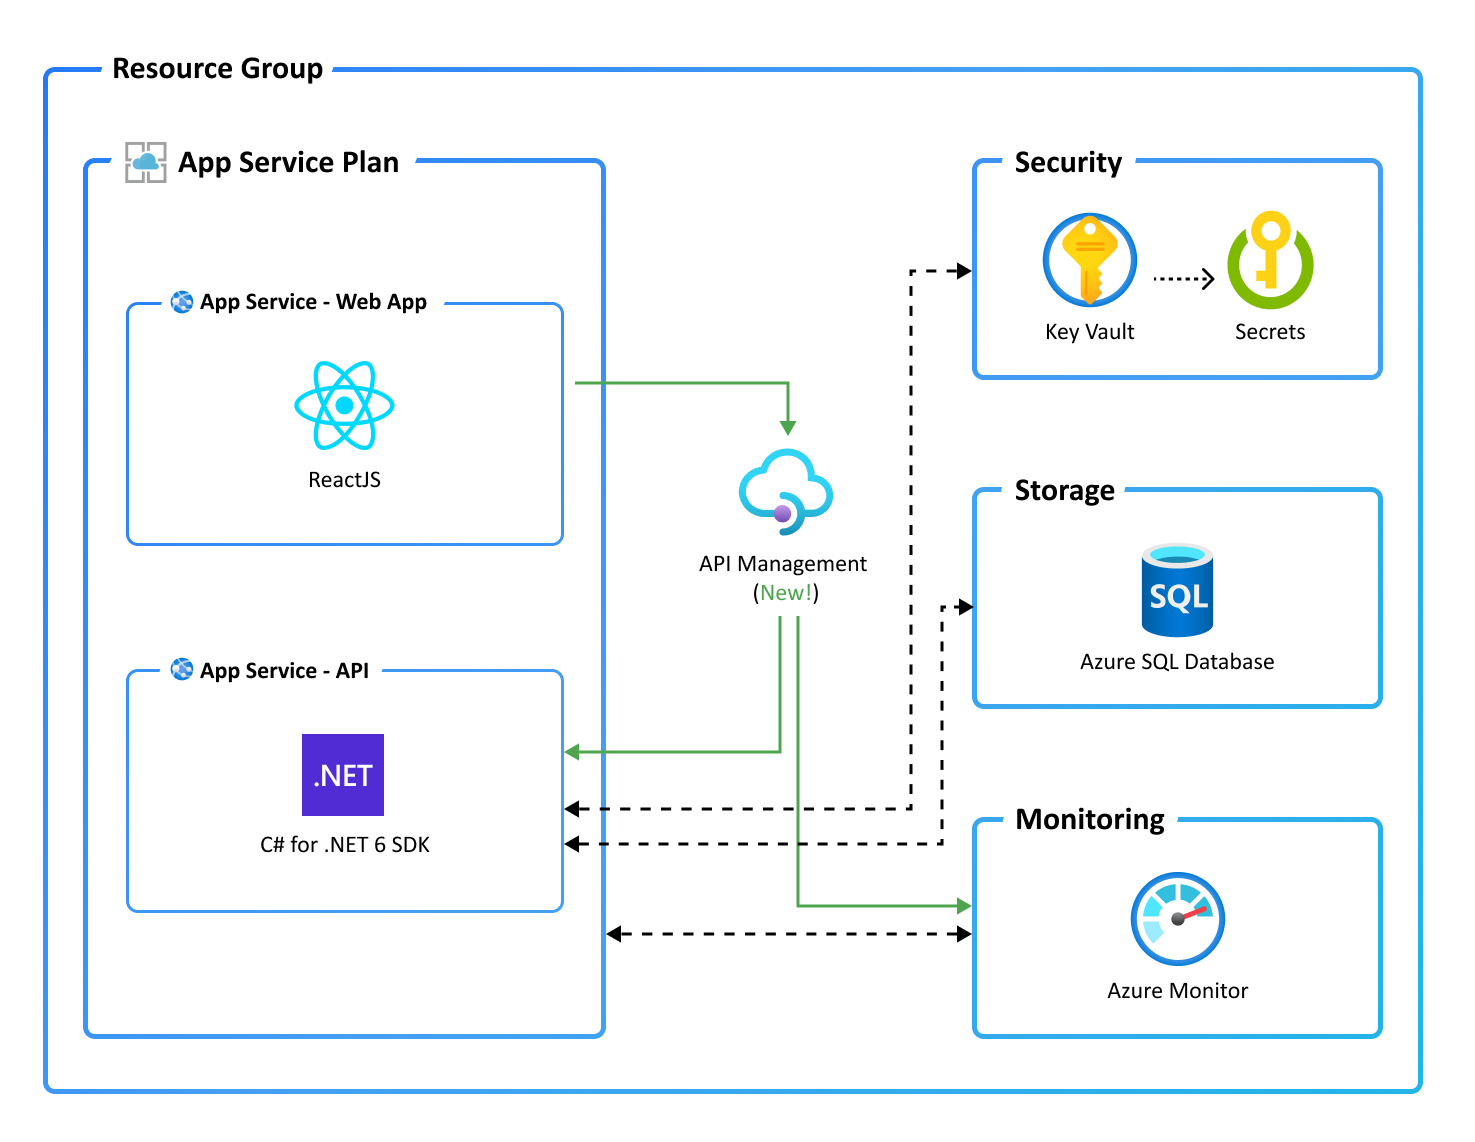 Resource Group
App Service Plan
App Service - Web App
ReactJS
App Service - API
.NET
C# for .NET 6 SDK
API Management
(New!)
Security
Key Vault
Secrets
Storage
SQL
Azure SQL Database
Monitoring
Azure Monitor